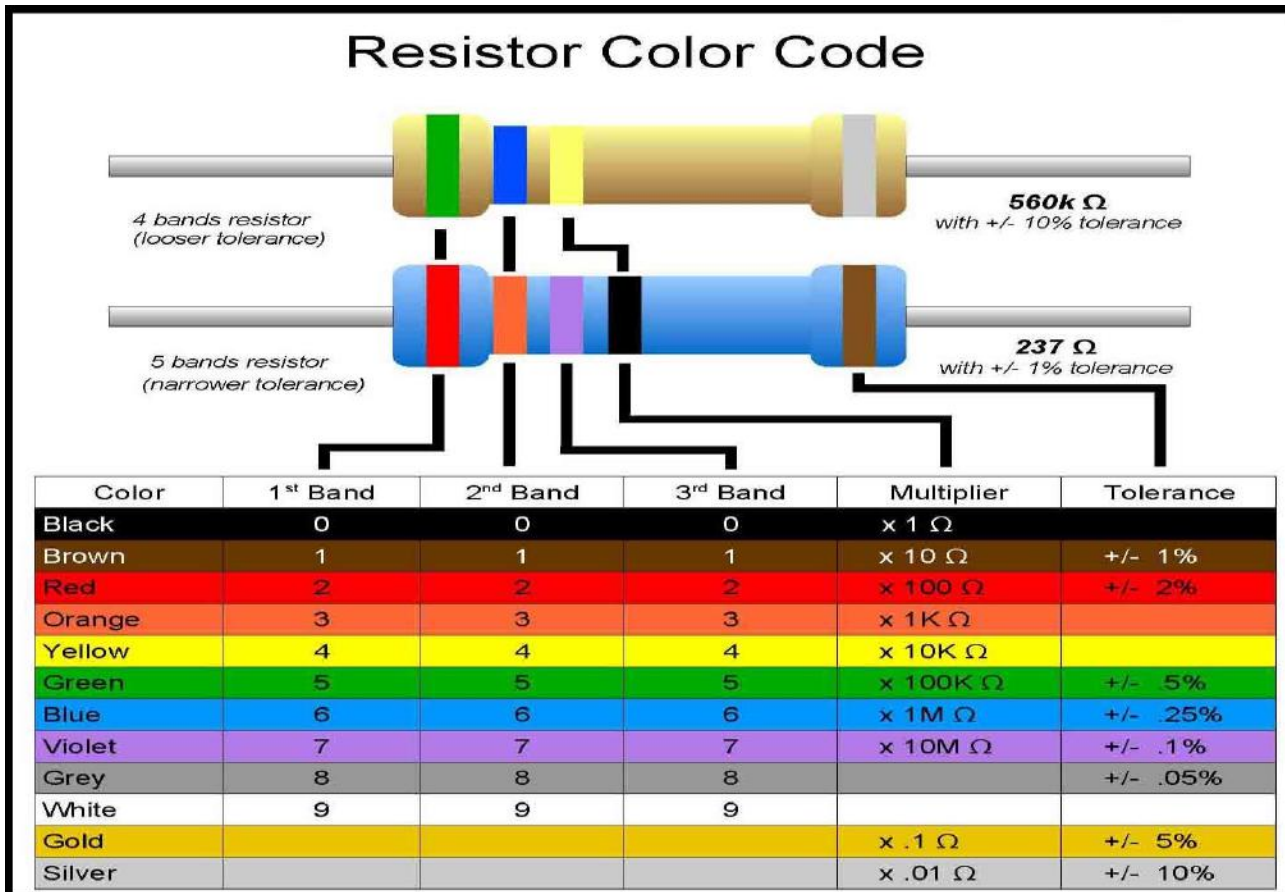 Resistor Color Code
4 bands resistor
(looser tolerance)
560k Ω
with +/- 10% tolerance
5 bands resistor
(narrower tolerance)
237 Ω
with +/- 1% tolerance
Color 1st Band 2nd Band 3rd Band Multiplier Tolerance
Black 0 0 0 x 1 Ω
Brown 1 1 1 x 10 Ω +/- 1%
Red 2 2 2 x 100 Ω +/- 2%
Orange 3 3 3 x 1K Ω
Yellow 4 4 4 x 10K Ω
Green 5 5 5 x 100K Ω +/- .5%
Blue 6 6 6 x 1M Ω +/- .25%
Violet 7 7 7 x 10M Ω +/- .1%
Grey 8 8 8 +/- .05%
White 9 9 9
Gold x .1 Ω +/- 5%
Silver x .01 Ω +/- 10%